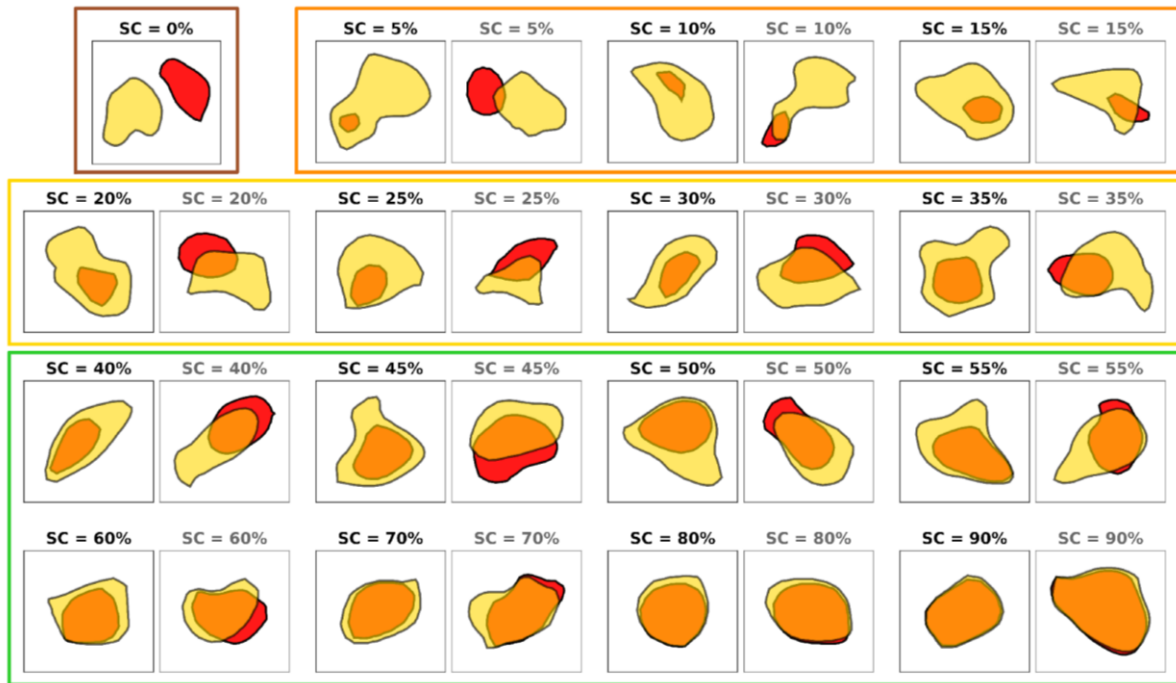 SC = 0% SC = 5% SC = 5% SC = 10% SC = 10% SC = 15% SC = 15%
SC = 20% SC = 20% SC = 25% SC = 25% SC = 30% SC = 30% SC = 35% SC = 35%
SC = 40% SC = 40% SC = 45% SC = 45% SC = 50% SC = 50% SC = 55% SC = 55%
SC = 60% SC = 60% SC = 70% SC = 70% SC = 80% SC = 80% SC = 90% SC = 90%